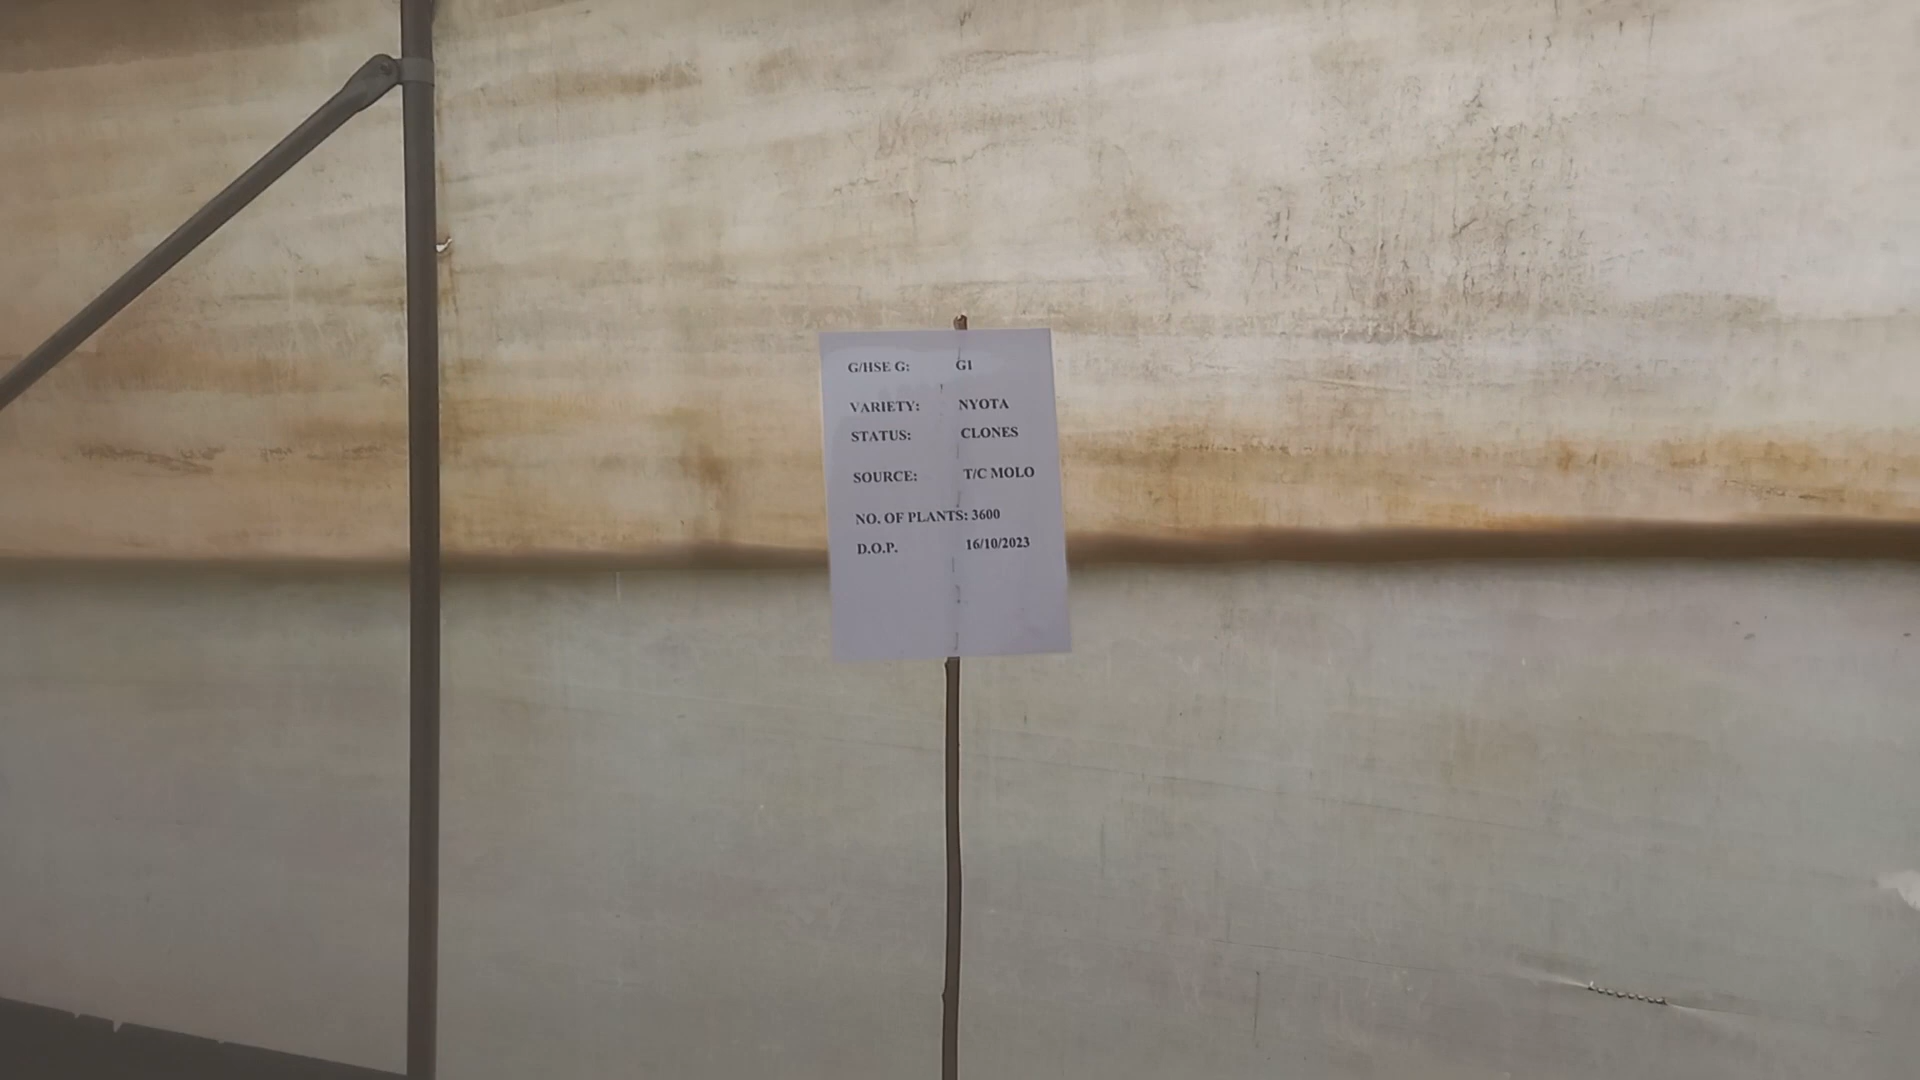 G/HSE G: G1
VARIETY: NYOTA
STATUS: CLONES
SOURCE: T/C MOLO
NO. OF PLANTS: 3600
D.O.P. 16/10/2023